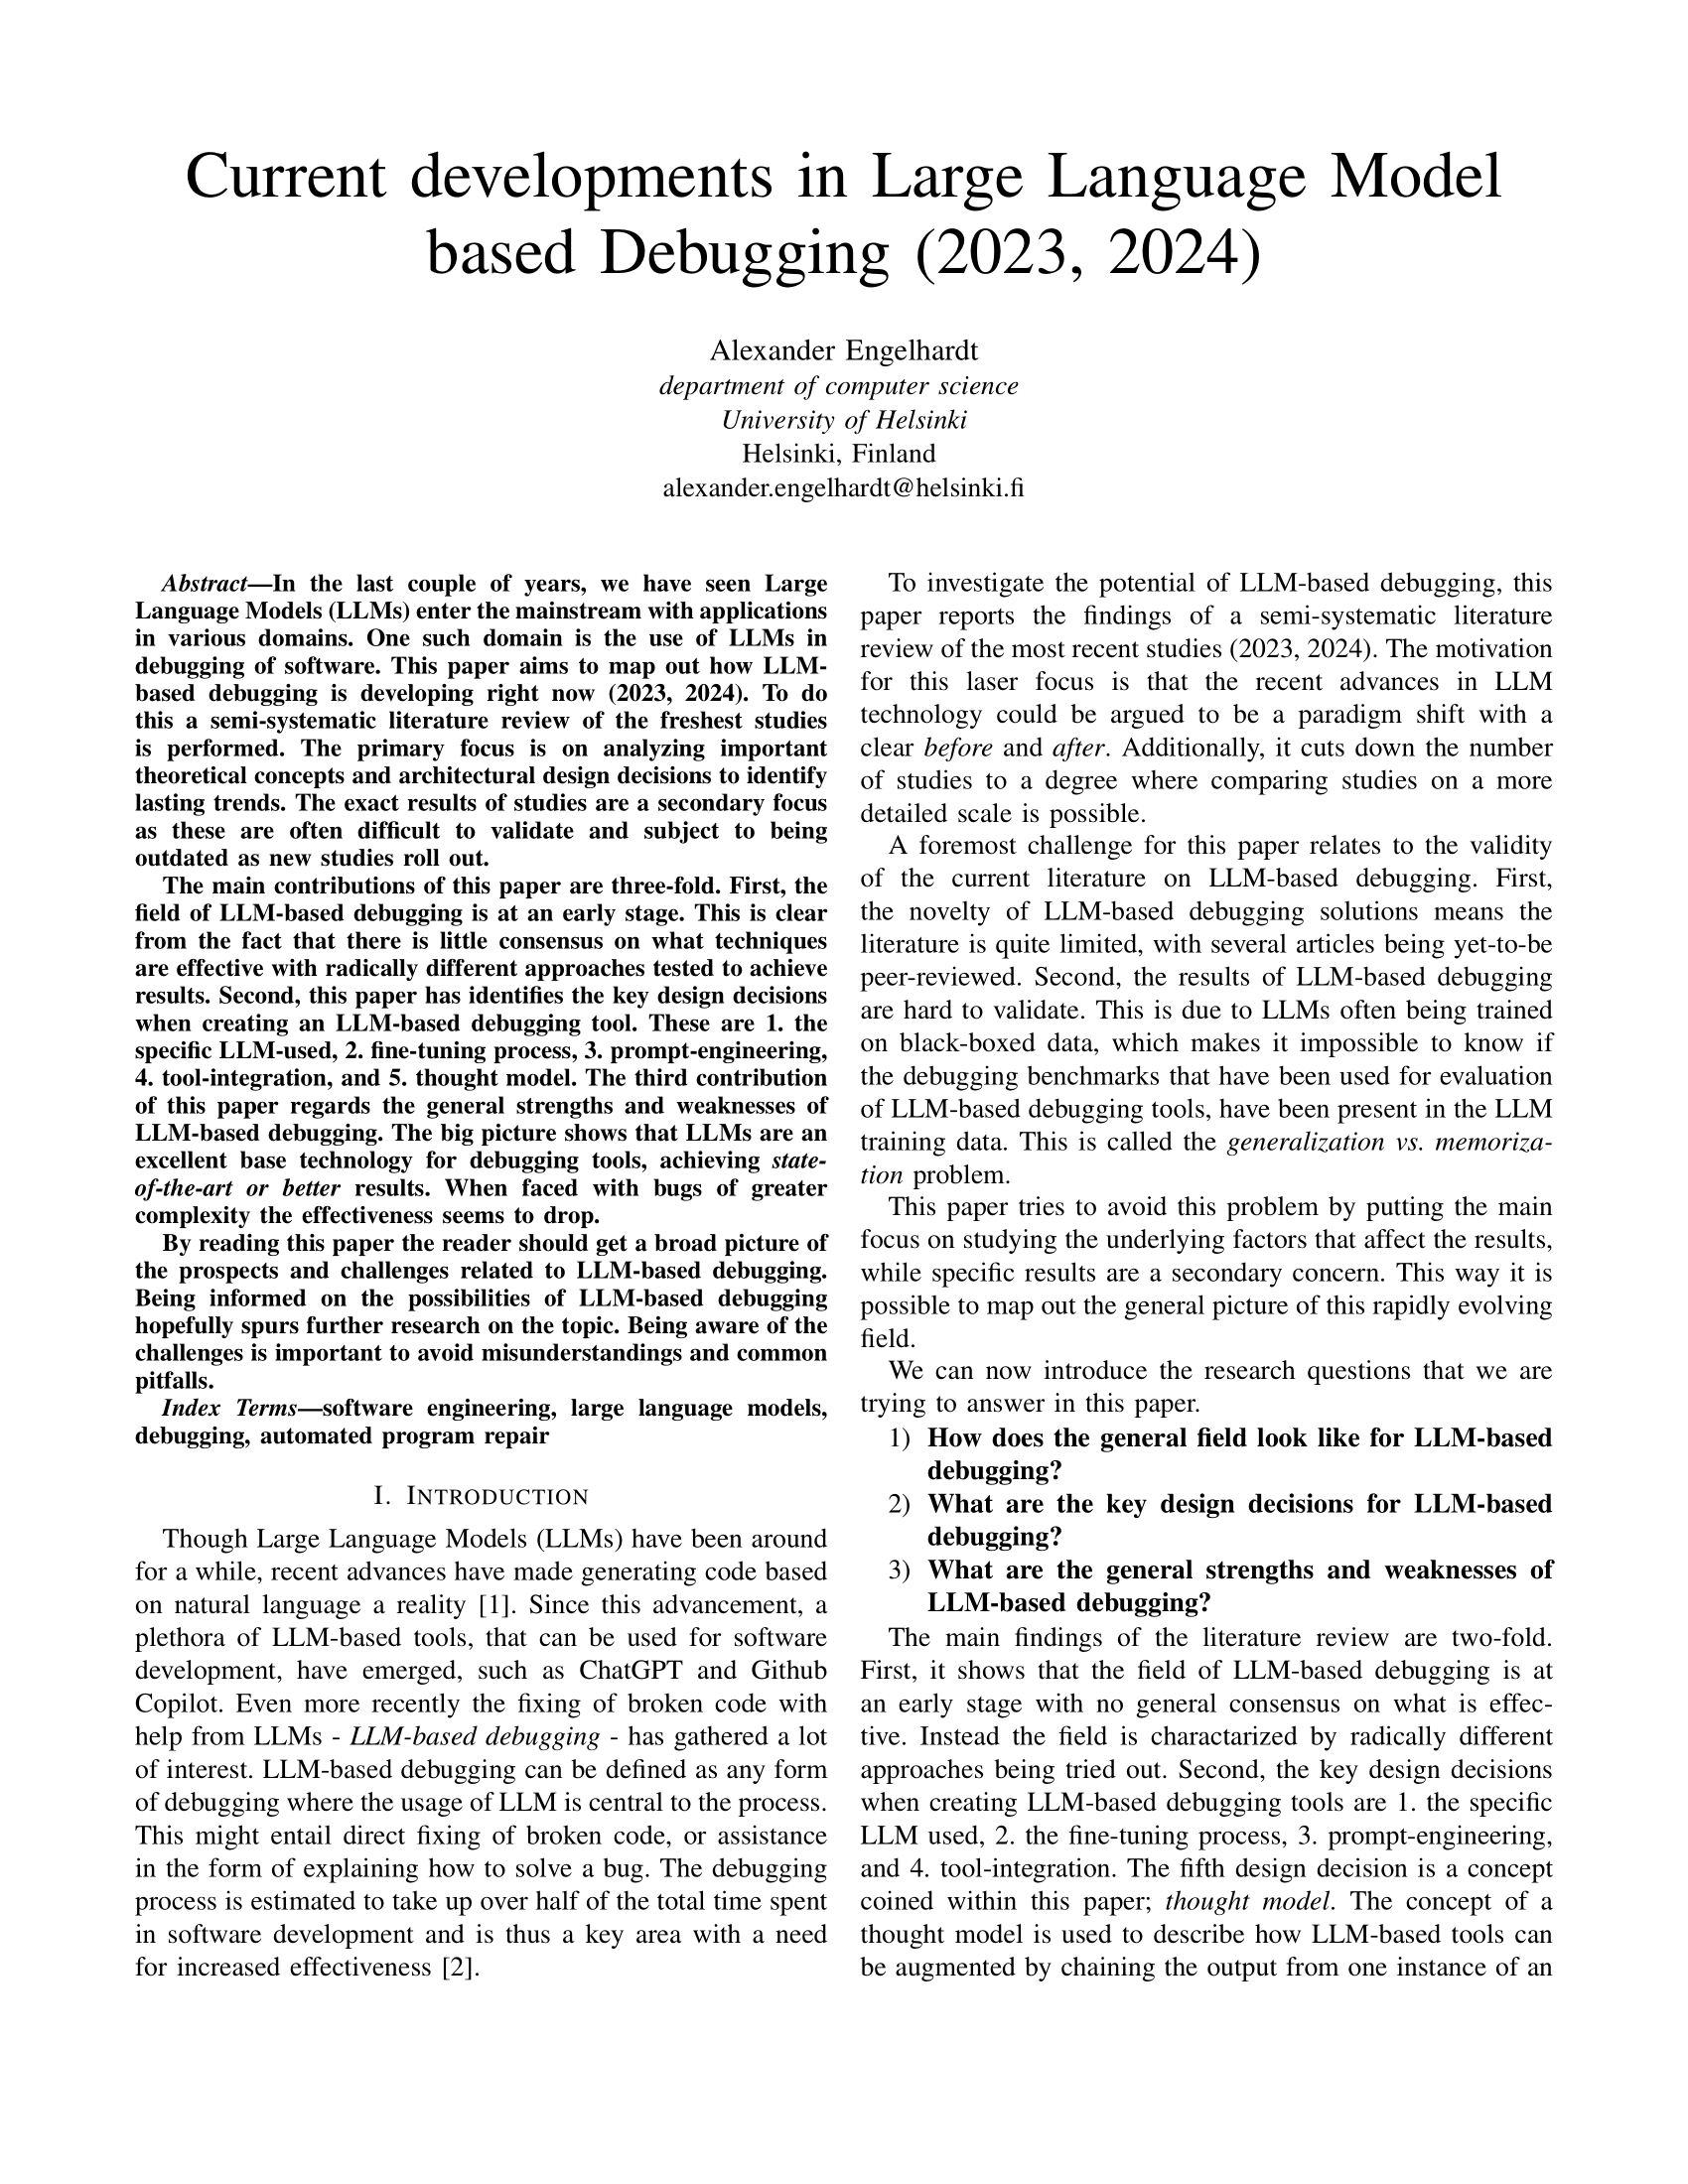 Current developments in Large Language Model
based Debugging (2023, 2024)
Alexander Engelhardt
department of computer science
University of Helsinki
Helsinki, Finland
alexander.engelhardt@helsinki.fi
Abstract—In the last couple of years, we have seen Large
Language Models (LLMs) enter the mainstream with applications
in various domains. One such domain is the use of LLMs in
debugging of software. This paper aims to map out how LLM-
based debugging is developing right now (2023, 2024). To do
this a semi-systematic literature review of the freshest studies
is performed. The primary focus is on analyzing important
theoretical concepts and architectural design decisions to identify
lasting trends. The exact results of studies are a secondary focus
as these are often difficult to validate and subject to being
outdated as new studies roll out.
The main contributions of this paper are three-fold. First, the
field of LLM-based debugging is at an early stage. This is clear
from the fact that there is little consensus on what techniques
are effective with radically different approaches tested to achieve
results. Second, this paper has identifies the key design decisions
when creating an LLM-based debugging tool. These are 1. the
specific LLM-used, 2. fine-tuning process, 3. prompt-engineering,
4. tool-integration, and 5. thought model. The third contribution
of this paper regards the general strengths and weaknesses of
LLM-based debugging. The big picture shows that LLMs are an
excellent base technology for debugging tools, achieving state-
of-the-art or better results. When faced with bugs of greater
complexity the effectiveness seems to drop.
By reading this paper the reader should get a broad picture of
the prospects and challenges related to LLM-based debugging.
Being informed on the possibilities of LLM-based debugging
hopefully spurs further research on the topic. Being aware of the
challenges is important to avoid misunderstandings and common
pitfalls.
Index Terms—software engineering, large language models,
debugging, automated program repair
I. INTRODUCTION
Though Large Language Models (LLMs) have been around
for a while, recent advances have made generating code based
on natural language a reality [1]. Since this advancement, a
plethora of LLM-based tools, that can be used for software
development, have emerged, such as ChatGPT and Github
Copilot. Even more recently the fixing of broken code with
help from LLMs - LLM-based debugging - has gathered a lot
of interest. LLM-based debugging can be defined as any form
of debugging where the usage of LLM is central to the process.
This might entail direct fixing of broken code, or assistance
in the form of explaining how to solve a bug. The debugging
process is estimated to take up over half of the total time spent
in software development and is thus a key area with a need
for increased effectiveness [2].
To investigate the potential of LLM-based debugging, this
paper reports the findings of a semi-systematic literature
review of the most recent studies (2023, 2024). The motivation
for this laser focus is that the recent advances in LLM
technology could be argued to be a paradigm shift with a
clear before and after. Additionally, it cuts down the number
of studies to a degree where comparing studies on a more
detailed scale is possible.
A foremost challenge for this paper relates to the validity
of the current literature on LLM-based debugging. First,
the novelty of LLM-based debugging solutions means the
literature is quite limited, with several articles being yet-to-be
peer-reviewed. Second, the results of LLM-based debugging
are hard to validate. This is due to LLMs often being trained
on black-boxed data, which makes it impossible to know if
the debugging benchmarks that have been used for evaluation
of LLM-based debugging tools, have been present in the LLM
training data. This is called the generalization vs. memoriza-
tion problem.
This paper tries to avoid this problem by putting the main
focus on studying the underlying factors that affect the results,
while specific results are a secondary concern. This way it is
possible to map out the general picture of this rapidly evolving
field.
We can now introduce the research questions that we are
trying to answer in this paper.
1) How does the general field look like for LLM-based
debugging?
2) What are the key design decisions for LLM-based
debugging?
3) What are the general strengths and weaknesses of
LLM-based debugging?
The main findings of the literature review are two-fold.
First, it shows that the field of LLM-based debugging is at
an early stage with no general consensus on what is effec-
tive. Instead the field is charactarized by radically different
approaches being tried out. Second, the key design decisions
when creating LLM-based debugging tools are 1. the specific
LLM used, 2. the fine-tuning process, 3. prompt-engineering,
and 4. tool-integration. The fifth design decision is a concept
coined within this paper; thought model. The concept of a
thought model is used to describe how LLM-based tools can
be augmented by chaining the output from one instance of an